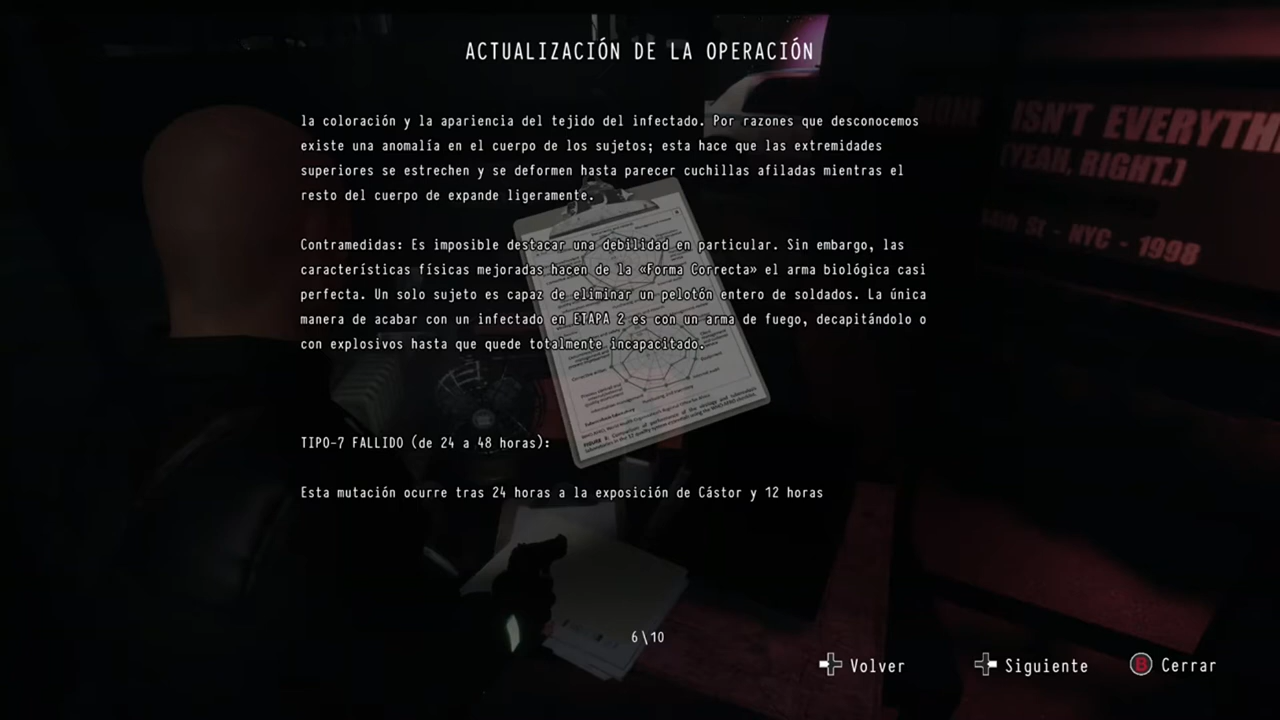 ACTUALIZACIÓN DE LA OPERACIÓN
la coloración y la apariencia del tejido del infectado. Por razones que desconocemos
existe una anomalía en el cuerpo de los sujetos; esta hace que las extremidades
superiores se estrechen y se deformen hasta parecer cuchillas afiladas mientras el
resto del cuerpo de expande ligeramente.
Contramedidas: Es imposible destacar una debilidad en particular. Sin embargo, las
características físicas mejoradas hacen de la «Forma Correcta» el arma biológica casi
perfecta. Un solo sujeto es capaz de eliminar un pelotón entero de soldados. La única
manera de acabar con un infectado en ETAPA 2 es con un arma de fuego, decapitándolo o
con explosivos hasta que quede totalmente incapacitado.
TIPO-7 FALLIDO (de 24 a 48 horas):
Esta mutación ocurre tras 24 horas a la exposición de Cástor y 12 horas
ISN'T EVERYTH
(YEAH, RIGHT.)
ST - NYC - 1998
6\10
Volver
Siguiente
B Cerrar